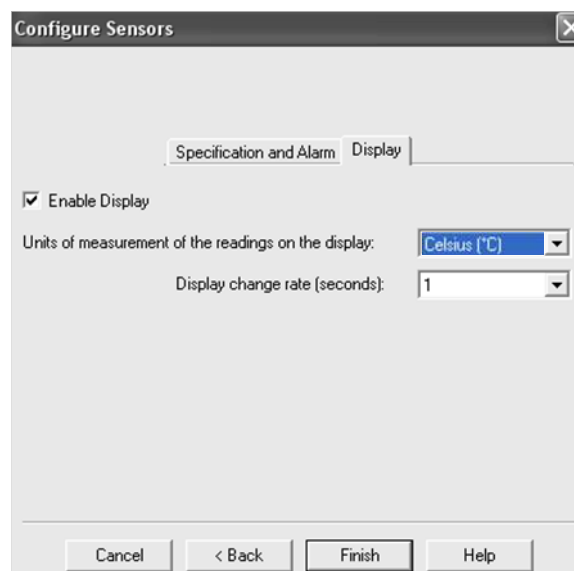 Configure Sensors
Specification and Alarm Display
Enable Display
Units of measurement of the readings on the display: Celsius (°C)
Display change rate (seconds): 1
Cancel < Back Finish Help